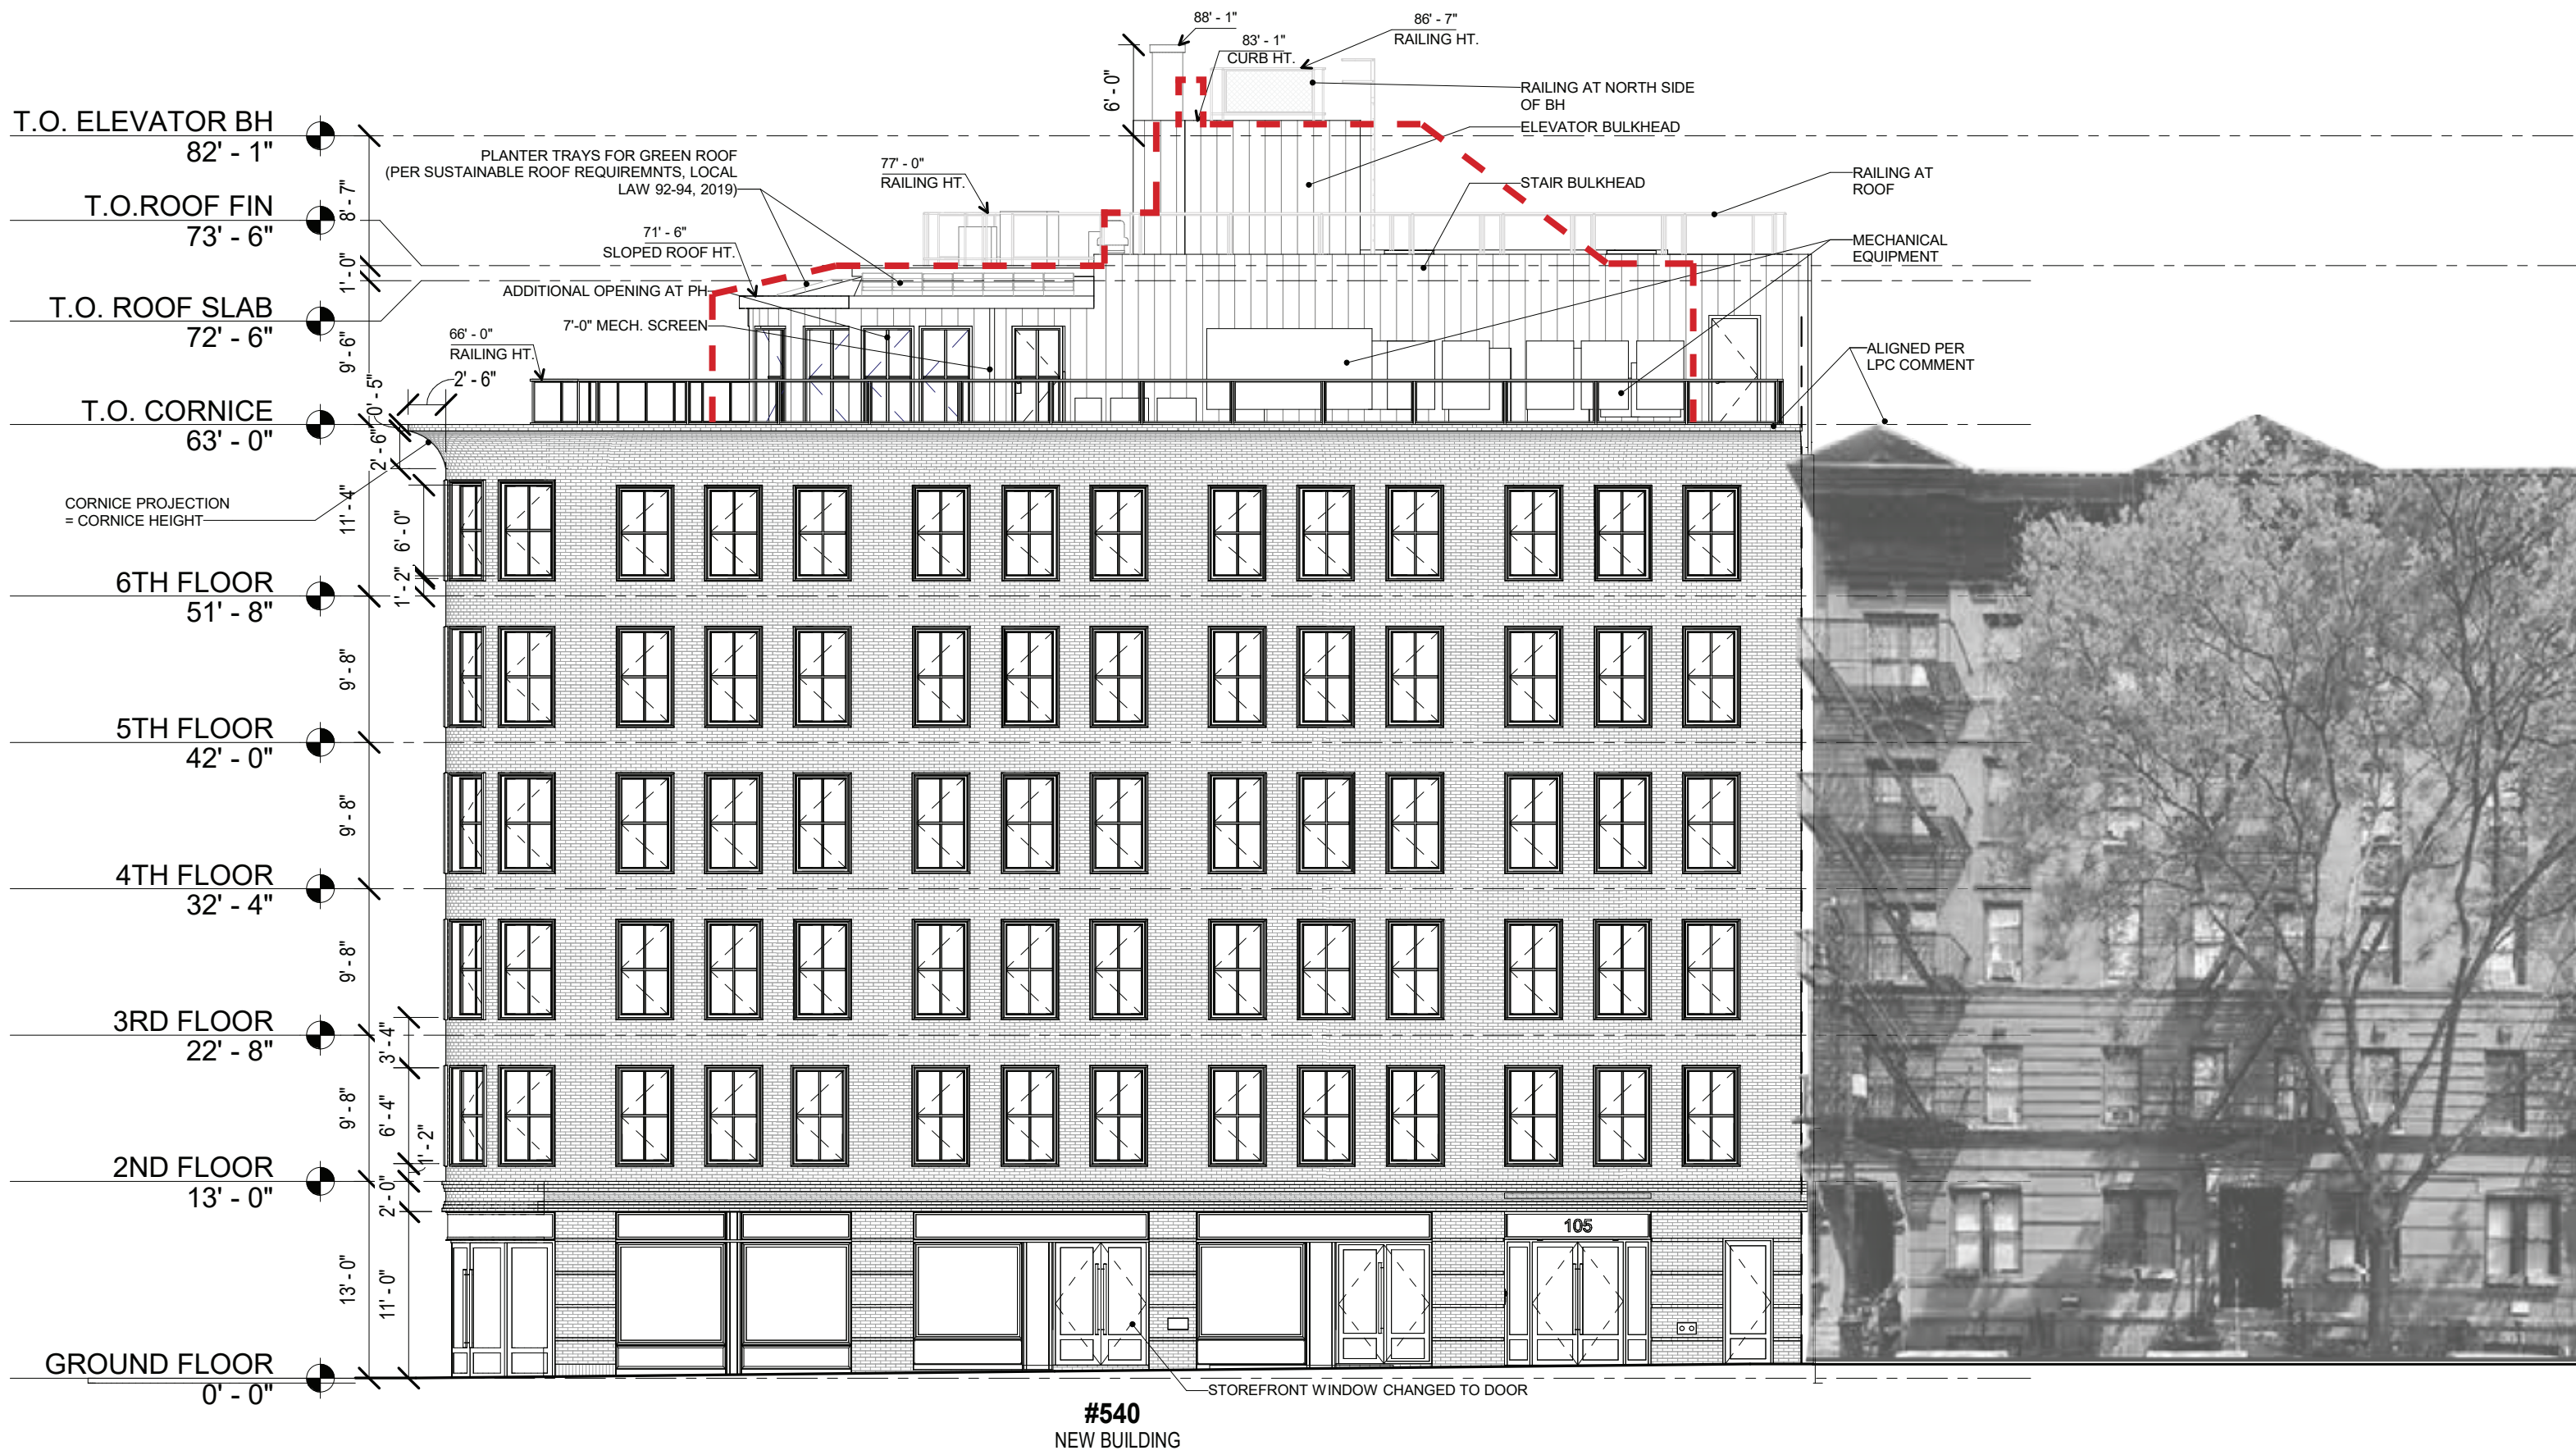 88' - 1"
86' - 7"
RAILING HT.
83' - 1"
CURB HT.
6' - 0"
RAILING AT NORTH SIDE
OF BH
ELEVATOR BULKHEAD
T.O. ELEVATOR BH
82' - 1"
PLANTER TRAYS FOR GREEN ROOF
(PER SUSTAINABLE ROOF REQUIREMNTS, LOCAL
LAW 92-94, 2019)
77' - 0"
RAILING HT.
STAIR BULKHEAD
RAILING AT
ROOF
8' - 7"
T.O.ROOF FIN
73' - 6"
71' - 6"
SLOPED ROOF HT.
MECHANICAL
EQUIPMENT
1' - 0"
ADDITIONAL OPENING AT PH
T.O. ROOF SLAB
72' - 6"
7'-0" MECH. SCREEN
66' - 0"
RAILING HT.
9' - 6"
ALIGNED PER
LPC COMMENT
2' - 6"
0' - 5"
T.O. CORNICE
63' - 0"
2' - 6"
CORNICE PROJECTION
= CORNICE HEIGHT
11' - 4"
6' - 0"
1' - 2"
6TH FLOOR
51' - 8"
9' - 8"
5TH FLOOR
42' - 0"
9' - 8"
4TH FLOOR
32' - 4"
9' - 8"
3RD FLOOR
22' - 8"
3' - 4"
9' - 8"
6' - 4"
1' - 2"
2ND FLOOR
13' - 0"
2' - 0"
105
13' - 0"
11' - 0"
GROUND FLOOR
0' - 0"
STOREFRONT WINDOW CHANGED TO DOOR
#540
NEW BUILDING